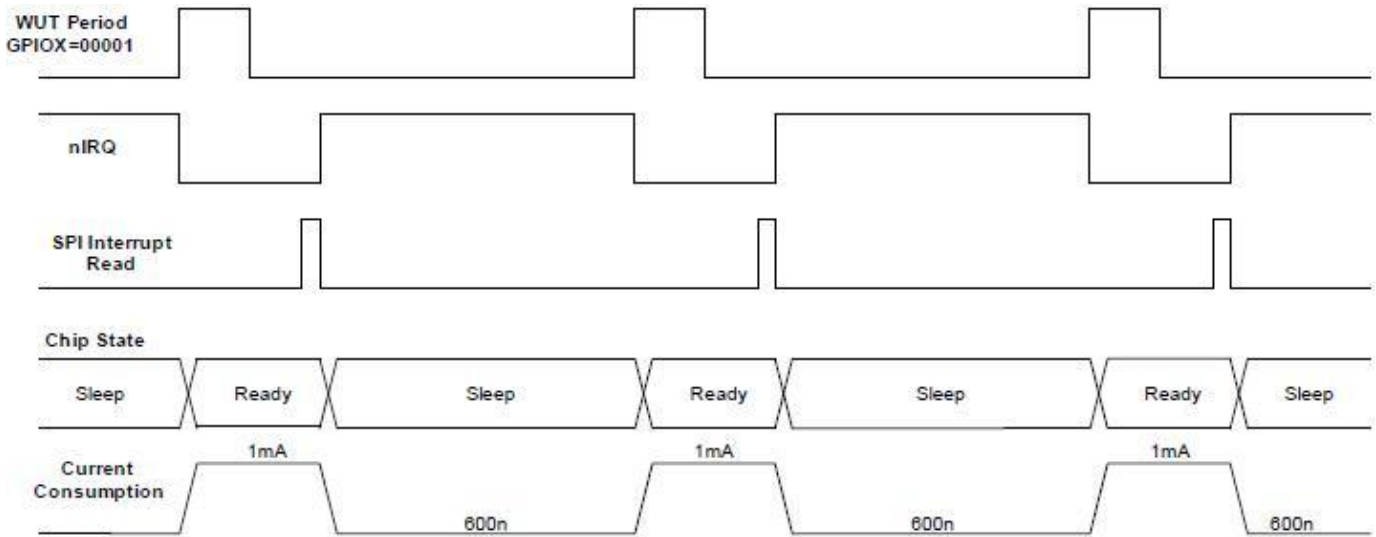 WUT Period
GPIOX=00001
nIRQ
SPI Interrupt
Read
Chip State
Sleep Ready Sleep Ready Sleep Ready Sleep
1mA 1mA 1mA
Current
Consumption
600n 600n 600n